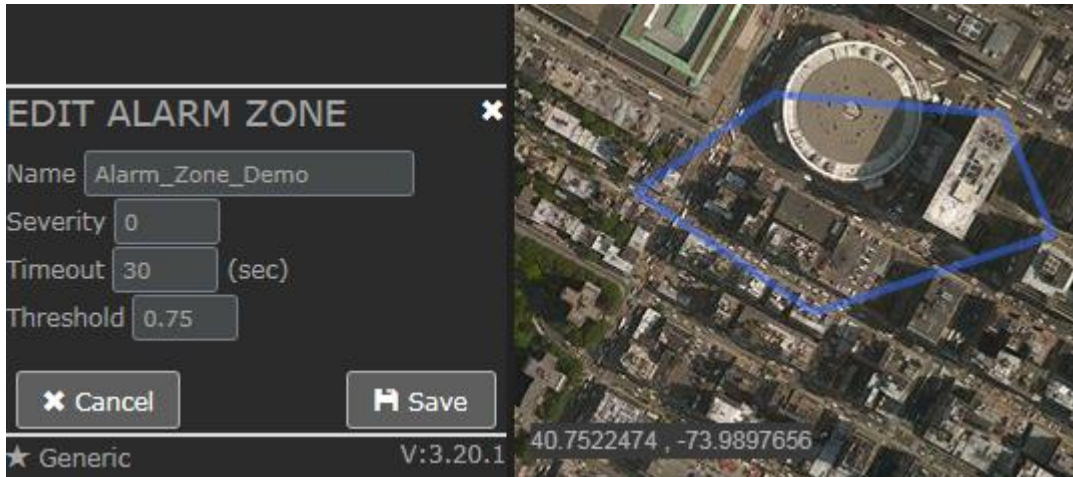 EDIT ALARM ZONE
Name Alarm_Zone_Demo
Severity 0
Timeout 30 (sec)
Threshold 0.75
Cancel Save
Generic V:3.20.1
40.7522474 , -73.9897656